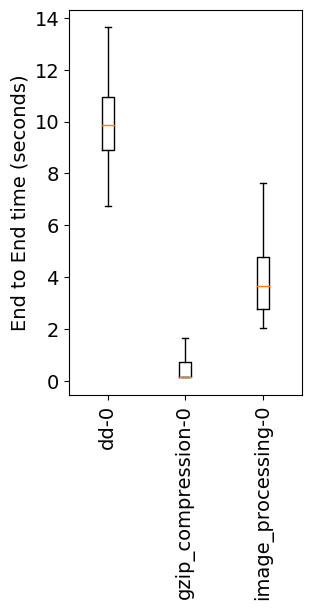 End to End time (seconds)
14
12
10
8
6
4
2
0
dd-0
gzip_compression-0
image_processing-0